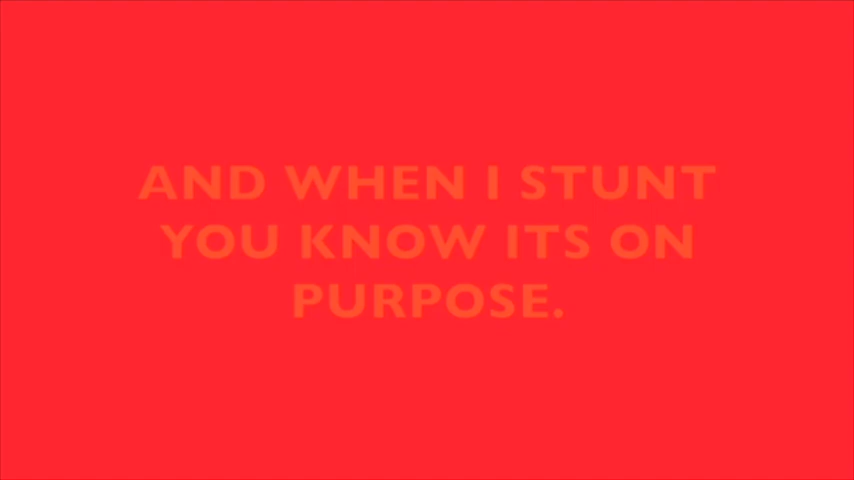 AND WHEN I STUNT
YOU KNOW ITS ON
PURPOSE.